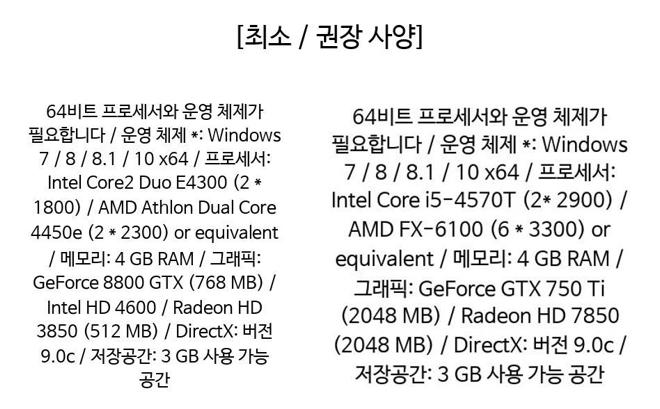 [최소 / 권장 사양]
64비트 프로세서와 운영 체제가
필요합니다 / 운영 체제 *: Windows
7 / 8 / 8.1 / 10 x64 / 프로세서:
Intel Core2 Duo E4300 (2 *
1800) / AMD Athlon Dual Core
4450e (2 * 2300) or equivalent
/ 메모리: 4 GB RAM / 그래픽:
GeForce 8800 GTX (768 MB) /
Intel HD 4600 / Radeon HD
3850 (512 MB) / DirectX: 버전
9.0c / 저장공간: 3 GB 사용 가능
공간
64비트 프로세서와 운영 체제가
필요합니다 / 운영 체제 *: Windows
7 / 8 / 8.1 / 10 x64 / 프로세서:
Intel Core i5-4570T (2* 2900) /
AMD FX-6100 (6 * 3300) or
equivalent / 메모리: 4 GB RAM /
그래픽: GeForce GTX 750 Ti
(2048 MB) / Radeon HD 7850
(2048 MB) / DirectX: 버전 9.0c /
저장공간: 3 GB 사용 가능 공간